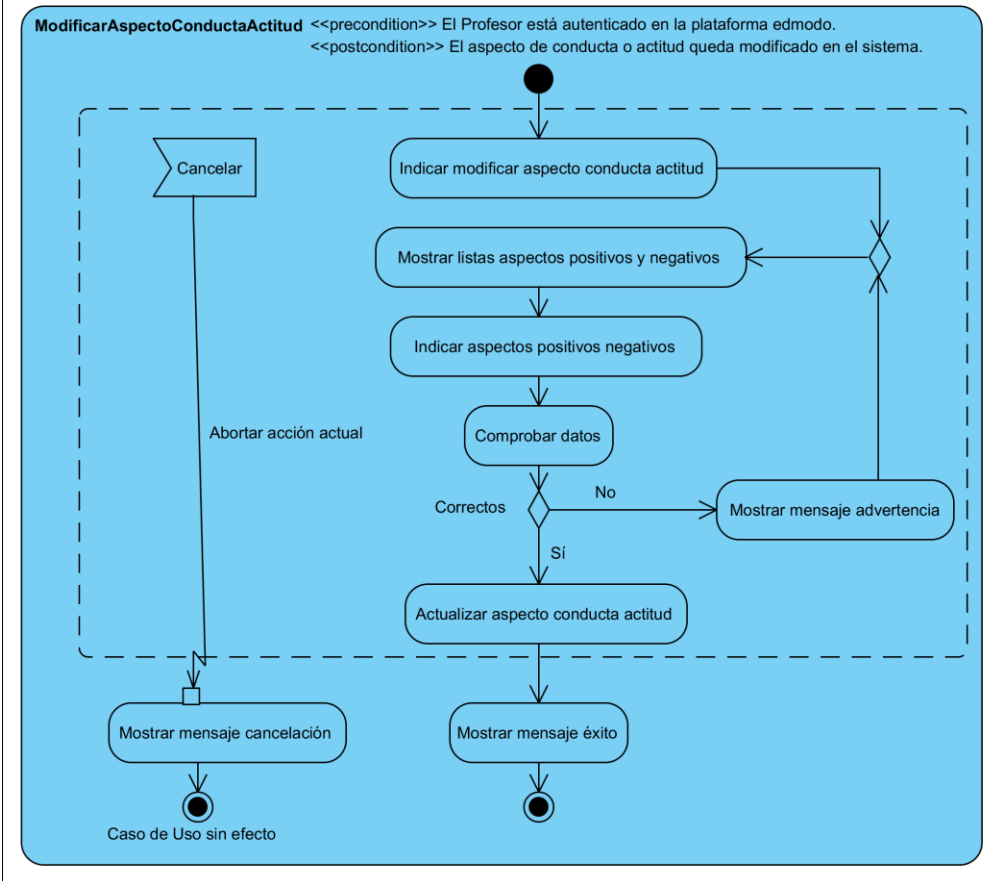 ModificarAspectoConductaActitud <<precondition>> El Profesor está autenticado en la plataforma edmodo.
<<postcondition>> El aspecto de conducta o actitud queda modificado en el sistema.
Cancelar
Indicar modificar aspecto conducta actitud
Mostrar listas aspectos positivos y negativos
Indicar aspectos positivos negativos
Abortar acción actual
Comprobar datos
Correctos
No
Mostrar mensaje advertencia
Sí
Actualizar aspecto conducta actitud
Mostrar mensaje cancelación
Mostrar mensaje éxito
Caso de Uso sin efecto